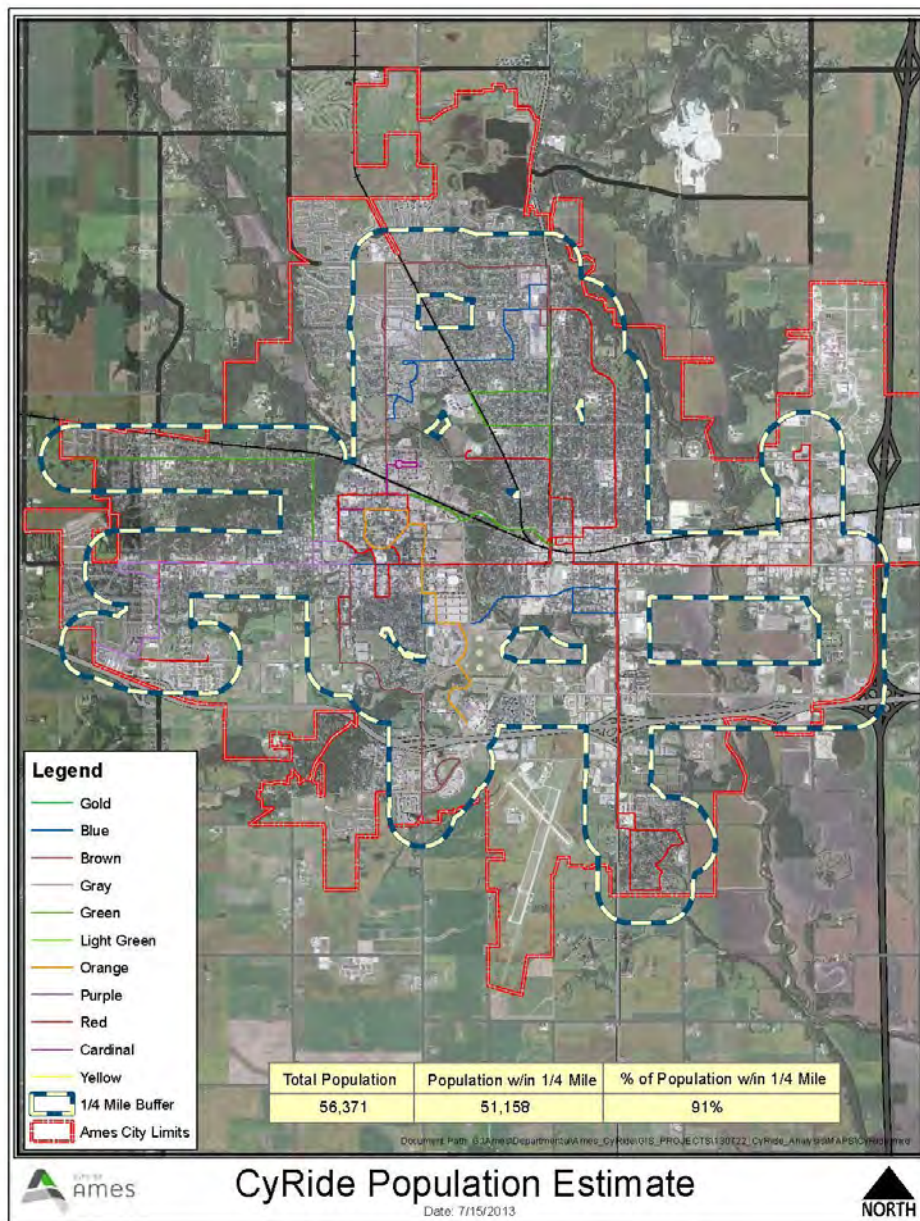 Legend
Gold
Blue
Brown
Gray
Green
Light Green
Orange
Purple
Red
Cardinal
Yellow
1/4 Mile Buffer
Ames City Limits
Total Population Population w/in 1/4 Mile % of Population w/in 1/4 Mile
56,371 51,158 91%
CITY OF
AMES
CyRide Population Estimate
Date: 7/15/2013
NORTH